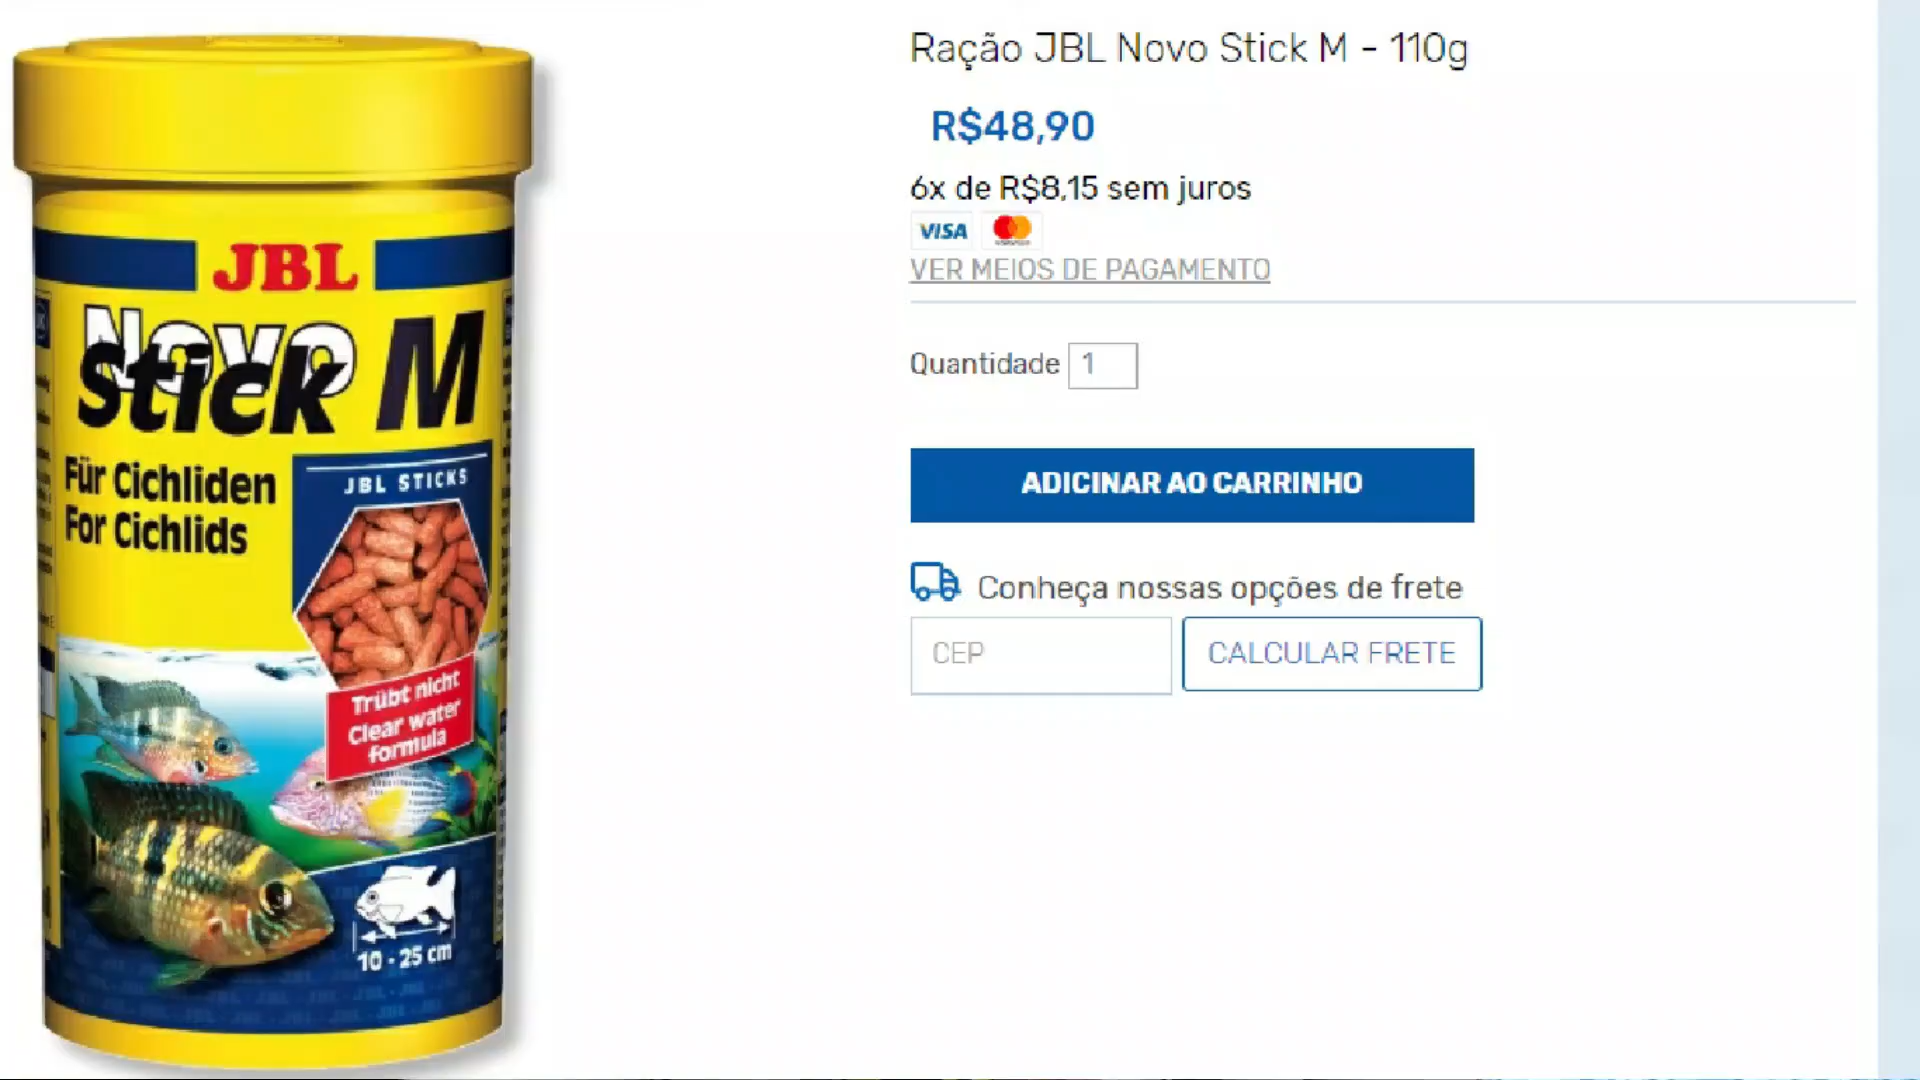 JBL
Novo
Stick M
Für Cichliden
For Cichlids
JBL STICKS
Trübt nicht
Clear water
formula
10 - 25 cm
Ração JBL Novo Stick M - 110g
R$48,90
6x de R$8,15 sem juros
VISA
VER MEIOS DE PAGAMENTO
Quantidade 1
ADICINAR AO CARRINHO
Conheça nossas opções de frete
CEP
CALCULAR FRETE